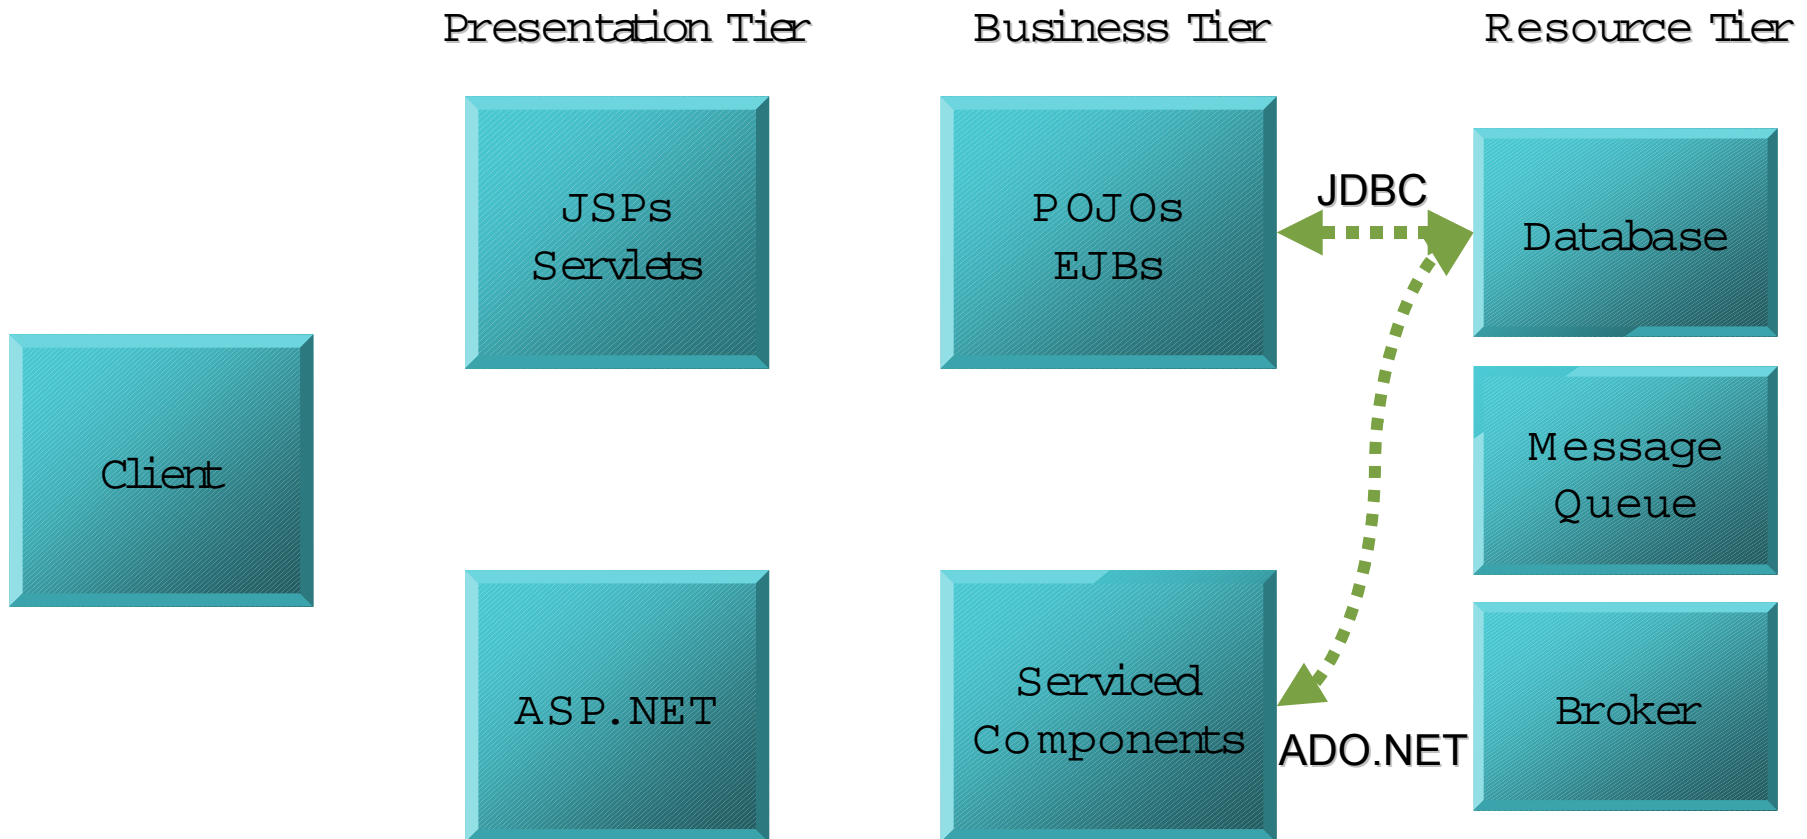 Presentation Tier
Business Tier
Resource Tier
JSPs
Servlets
POJOs
EJBs
JDBC
Database
Client
Message
Queue
ASP.NET
Serviced
Components
ADO.NET
Broker